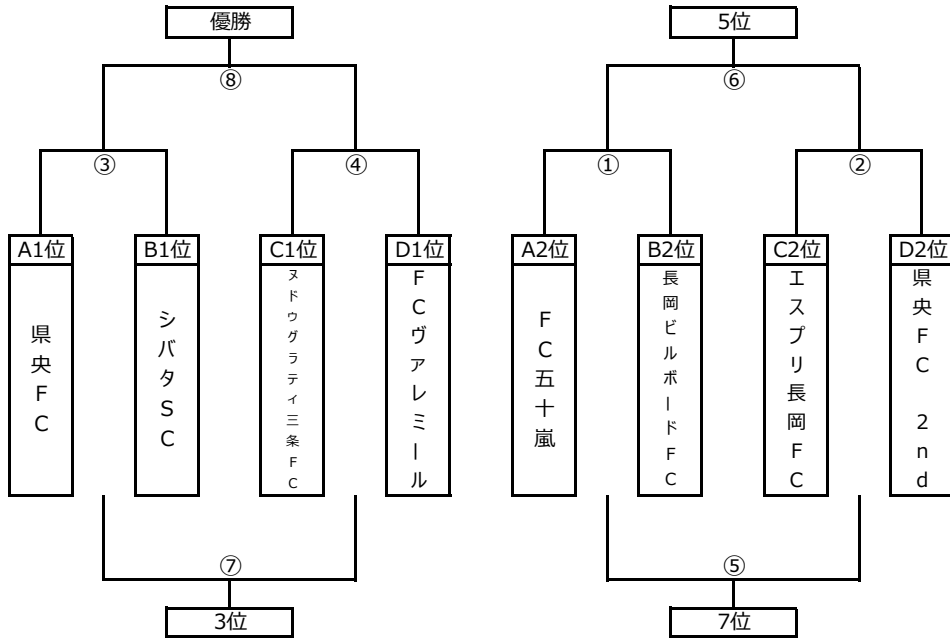 優勝
5位
⑧
⑥
③
④
①
②
A1位
B1位
C1位
D1位
A2位
B2位
C2位
D2位
県央FC
シバタSC
ヌドウグラテイ三条FC
FCヴァレミール
FC五十嵐
長岡ビルボードFC
エスプリ長岡FC
県央FC 2nd
⑦
⑤
3位
7位